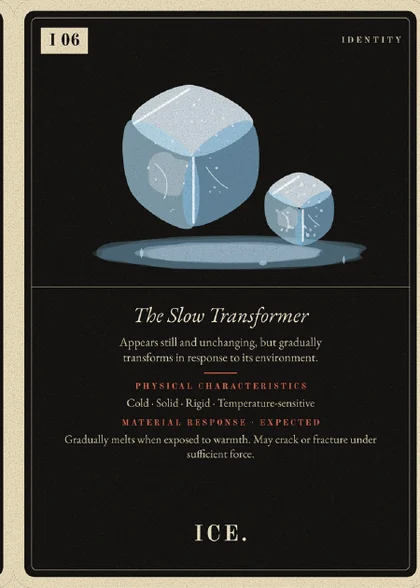 I 06
IDENTITY
The Slow Transformer
Appears still and unchanging, but gradually
transforms in response to its environment.
PHYSICAL CHARACTERISTICS
Cold · Solid · Rigid · Temperature-sensitive
MATERIAL RESPONSE · EXPECTED
Gradually melts when exposed to warmth. May crack or fracture under
sufficient force.
ICE.